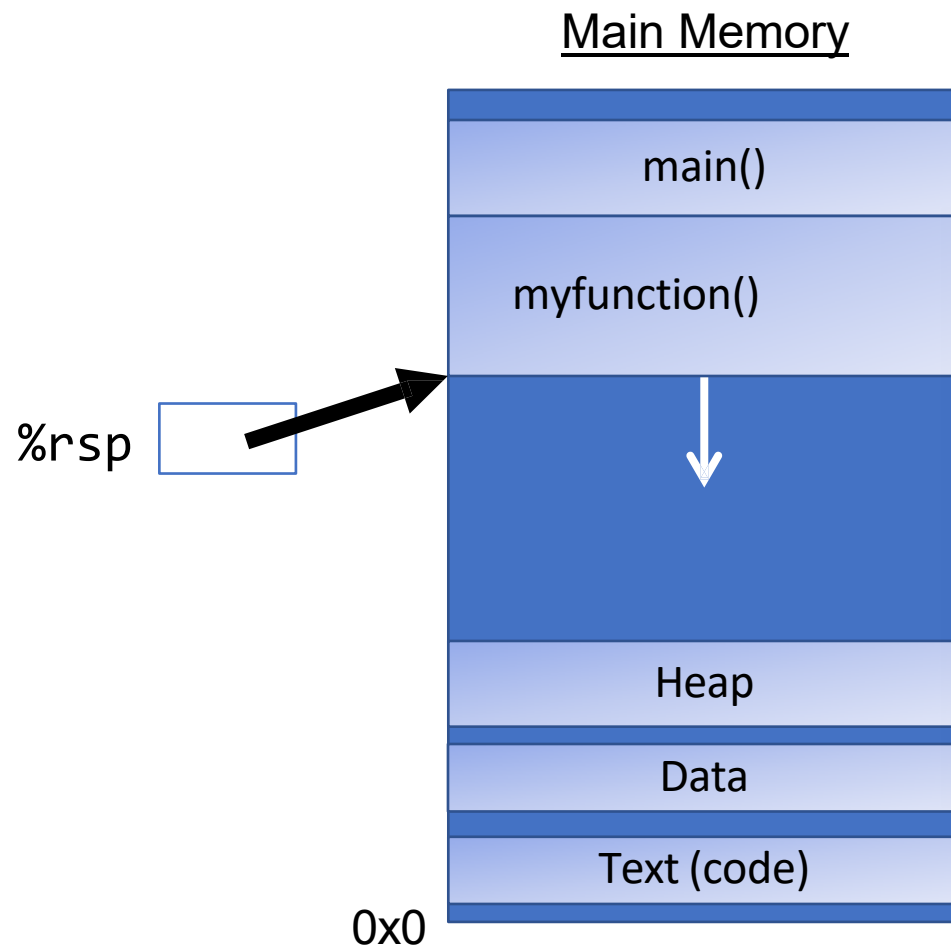 Main Memory
main()
myfunction()
%rsp
Heap
Data
Text (code)
0x0